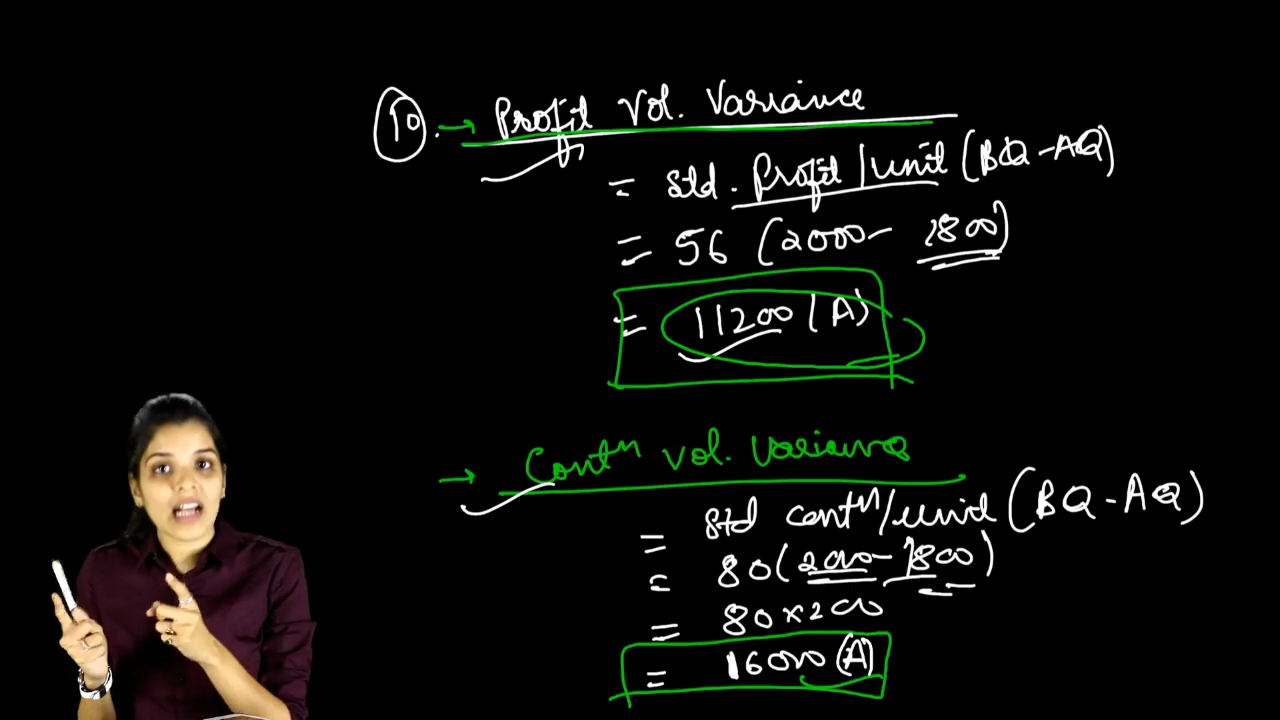 10. → Profit Vol. Variance
= Std. Profit/unit (BQ-AQ)
= 56 (2000- 1800)
= 11200 (A)
→ Contⁿ vol. Variance
= Std contⁿ/unit (BQ-AQ)
= 80(2000-1800)
= 80×200
= 16000 (A)